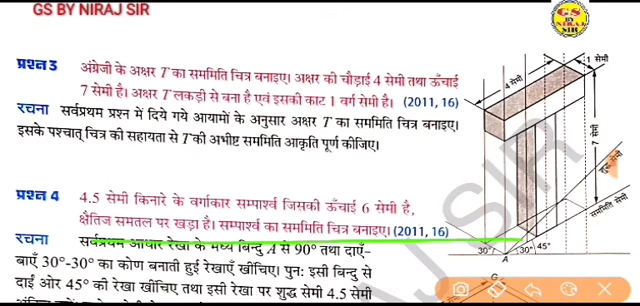 GS BY NIRAJ SIR
GS
BY
NIRAJ
SIR
प्रश्न 3 अंग्रेजी के अक्षर T का सममिति चित्र बनाइए। अक्षर की चौड़ाई 4 सेमी तथा ऊँचाई
7 सेमी है। अक्षर T लकड़ी से बना है एवं इसकी काट 1 वर्ग सेमी है। (2011, 16)
रचना सर्वप्रथम प्रश्न में दिये गये आयामों के अनुसार अक्षर T का सममिति चित्र बनाइए।
इसके पश्चात् चित्र की सहायता से T की अभीष्ट सममिति आकृति पूर्ण कीजिए।
1 सेमी
4 सेमी
7 सेमी
शुद्ध सेमी
सममिति सेमी
30° 30° 45°
A
प्रश्न 4 4.5 सेमी किनारे के वर्गाकार सम्पार्श्व जिसकी ऊँचाई 6 सेमी है,
क्षैतिज समतल पर खड़ा है। सम्पार्श्व का सममिति चित्र बनाइए। (2011, 16)
रचना सर्वप्रथम आधार रेखा के मध्य बिन्दु A से 90° तथा दाएँ-
बाएँ 30°-30° का कोण बनाती हुई रेखाएँ खींचिए। पुन: इसी बिन्दु से
दाईं ओर 45° की रेखा खींचिए तथा इसी रेखा पर शुद्ध सेमी 4.5 सेमी
G